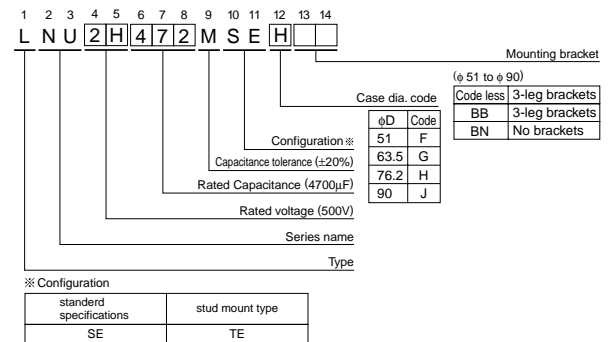 1 2 3 4 5 6 7 8 9 10 11 12 13 14
L N U 2 H 4 7 2 M S E H
Mounting bracket
(φ 51 to φ 90)
Code less 3-leg brackets
BB 3-leg brackets
BN No brackets
Case dia. code
φD Code
51 F
63.5 G
76.2 H
90 J
Configuration※
Capacitance tolerance (±20%)
Rated Capacitance (4700μF)
Rated voltage (500V)
Series name
Type
※Configuration
standerd specifications stud mount type
SE TE